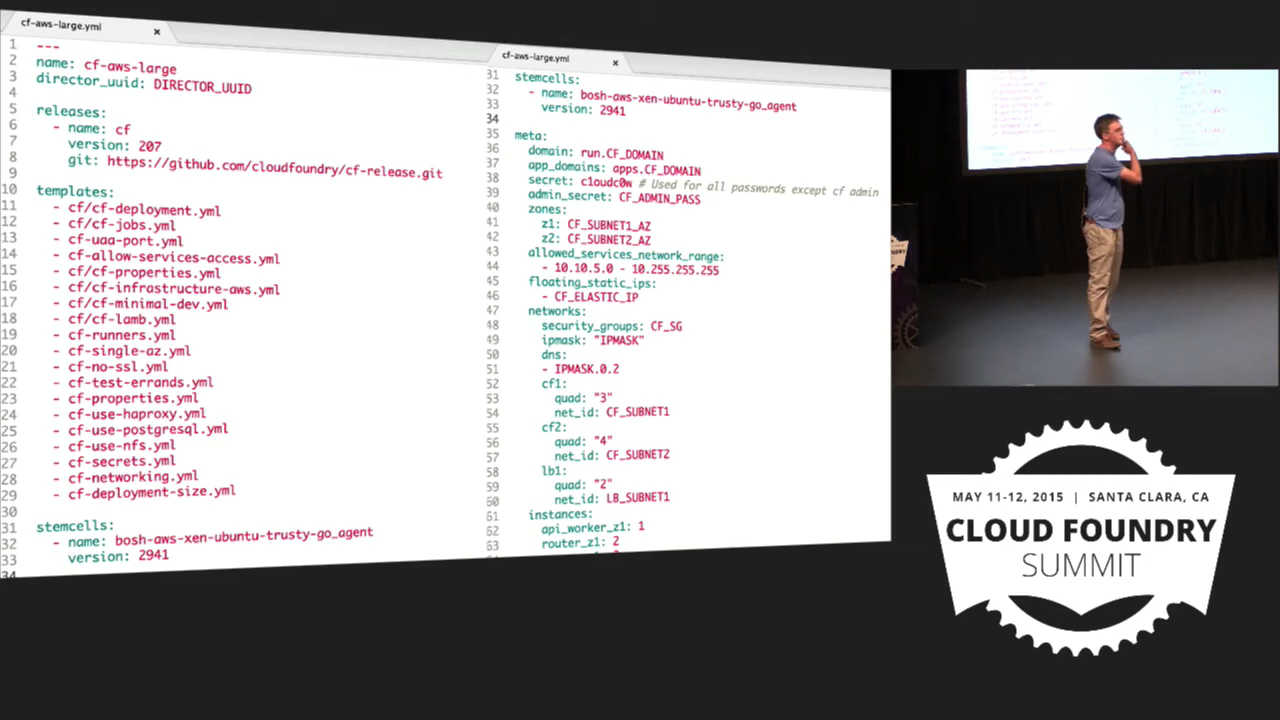 cf-aws-large.yml ×
1 ---
2 name: cf-aws-large
3 director_uuid: DIRECTOR_UUID
4
5 releases:
6 - name: cf
7 version: 207
8 git: https://github.com/cloudfoundry/cf-release.git
9
10 templates:
11 - cf/cf-deployment.yml
12 - cf/cf-jobs.yml
13 - cf-uaa-port.yml
14 - cf-allow-services-access.yml
15 - cf/cf-properties.yml
16 - cf/cf-infrastructure-aws.yml
17 - cf/cf-minimal-dev.yml
18 - cf/cf-lamb.yml
19 - cf-runners.yml
20 - cf-single-az.yml
21 - cf-no-ssl.yml
22 - cf-test-errands.yml
23 - cf-properties.yml
24 - cf-use-haproxy.yml
25 - cf-use-postgresql.yml
26 - cf-use-nfs.yml
27 - cf-secrets.yml
28 - cf-networking.yml
29 - cf-deployment-size.yml
30
31 stemcells:
32 - name: bosh-aws-xen-ubuntu-trusty-go_agent
33 version: 2941
34
cf-aws-large.yml ×
31 stemcells:
32 - name: bosh-aws-xen-ubuntu-trusty-go_agent
33 version: 2941
34
35 meta:
36 domain: run.CF_DOMAIN
37 app_domains: apps.CF_DOMAIN
38 secret: c1oudc0w # Used for all passwords except cf admin
39 admin_secret: CF_ADMIN_PASS
40 zones:
41 z1: CF_SUBNET1_AZ
42 z2: CF_SUBNET2_AZ
43 allowed_services_network_range:
44 - 10.10.5.0 - 10.255.255.255
45 floating_static_ips:
46 - CF_ELASTIC_IP
47 networks:
48 security_groups: CF_SG
49 ipmask: "IPMASK"
50 dns:
51 - IPMASK.0.2
52 cf1:
53 quad: "3"
54 net_id: CF_SUBNET1
55 cf2:
56 quad: "4"
57 net_id: CF_SUBNET2
58 lb1:
59 quad: "2"
60 net_id: LB_SUBNET1
61 instances:
62 api_worker_z1: 1
63 router_z1: 2
MAY 11-12, 2015 | SANTA CLARA, CA
CLOUD FOUNDRY
SUMMIT